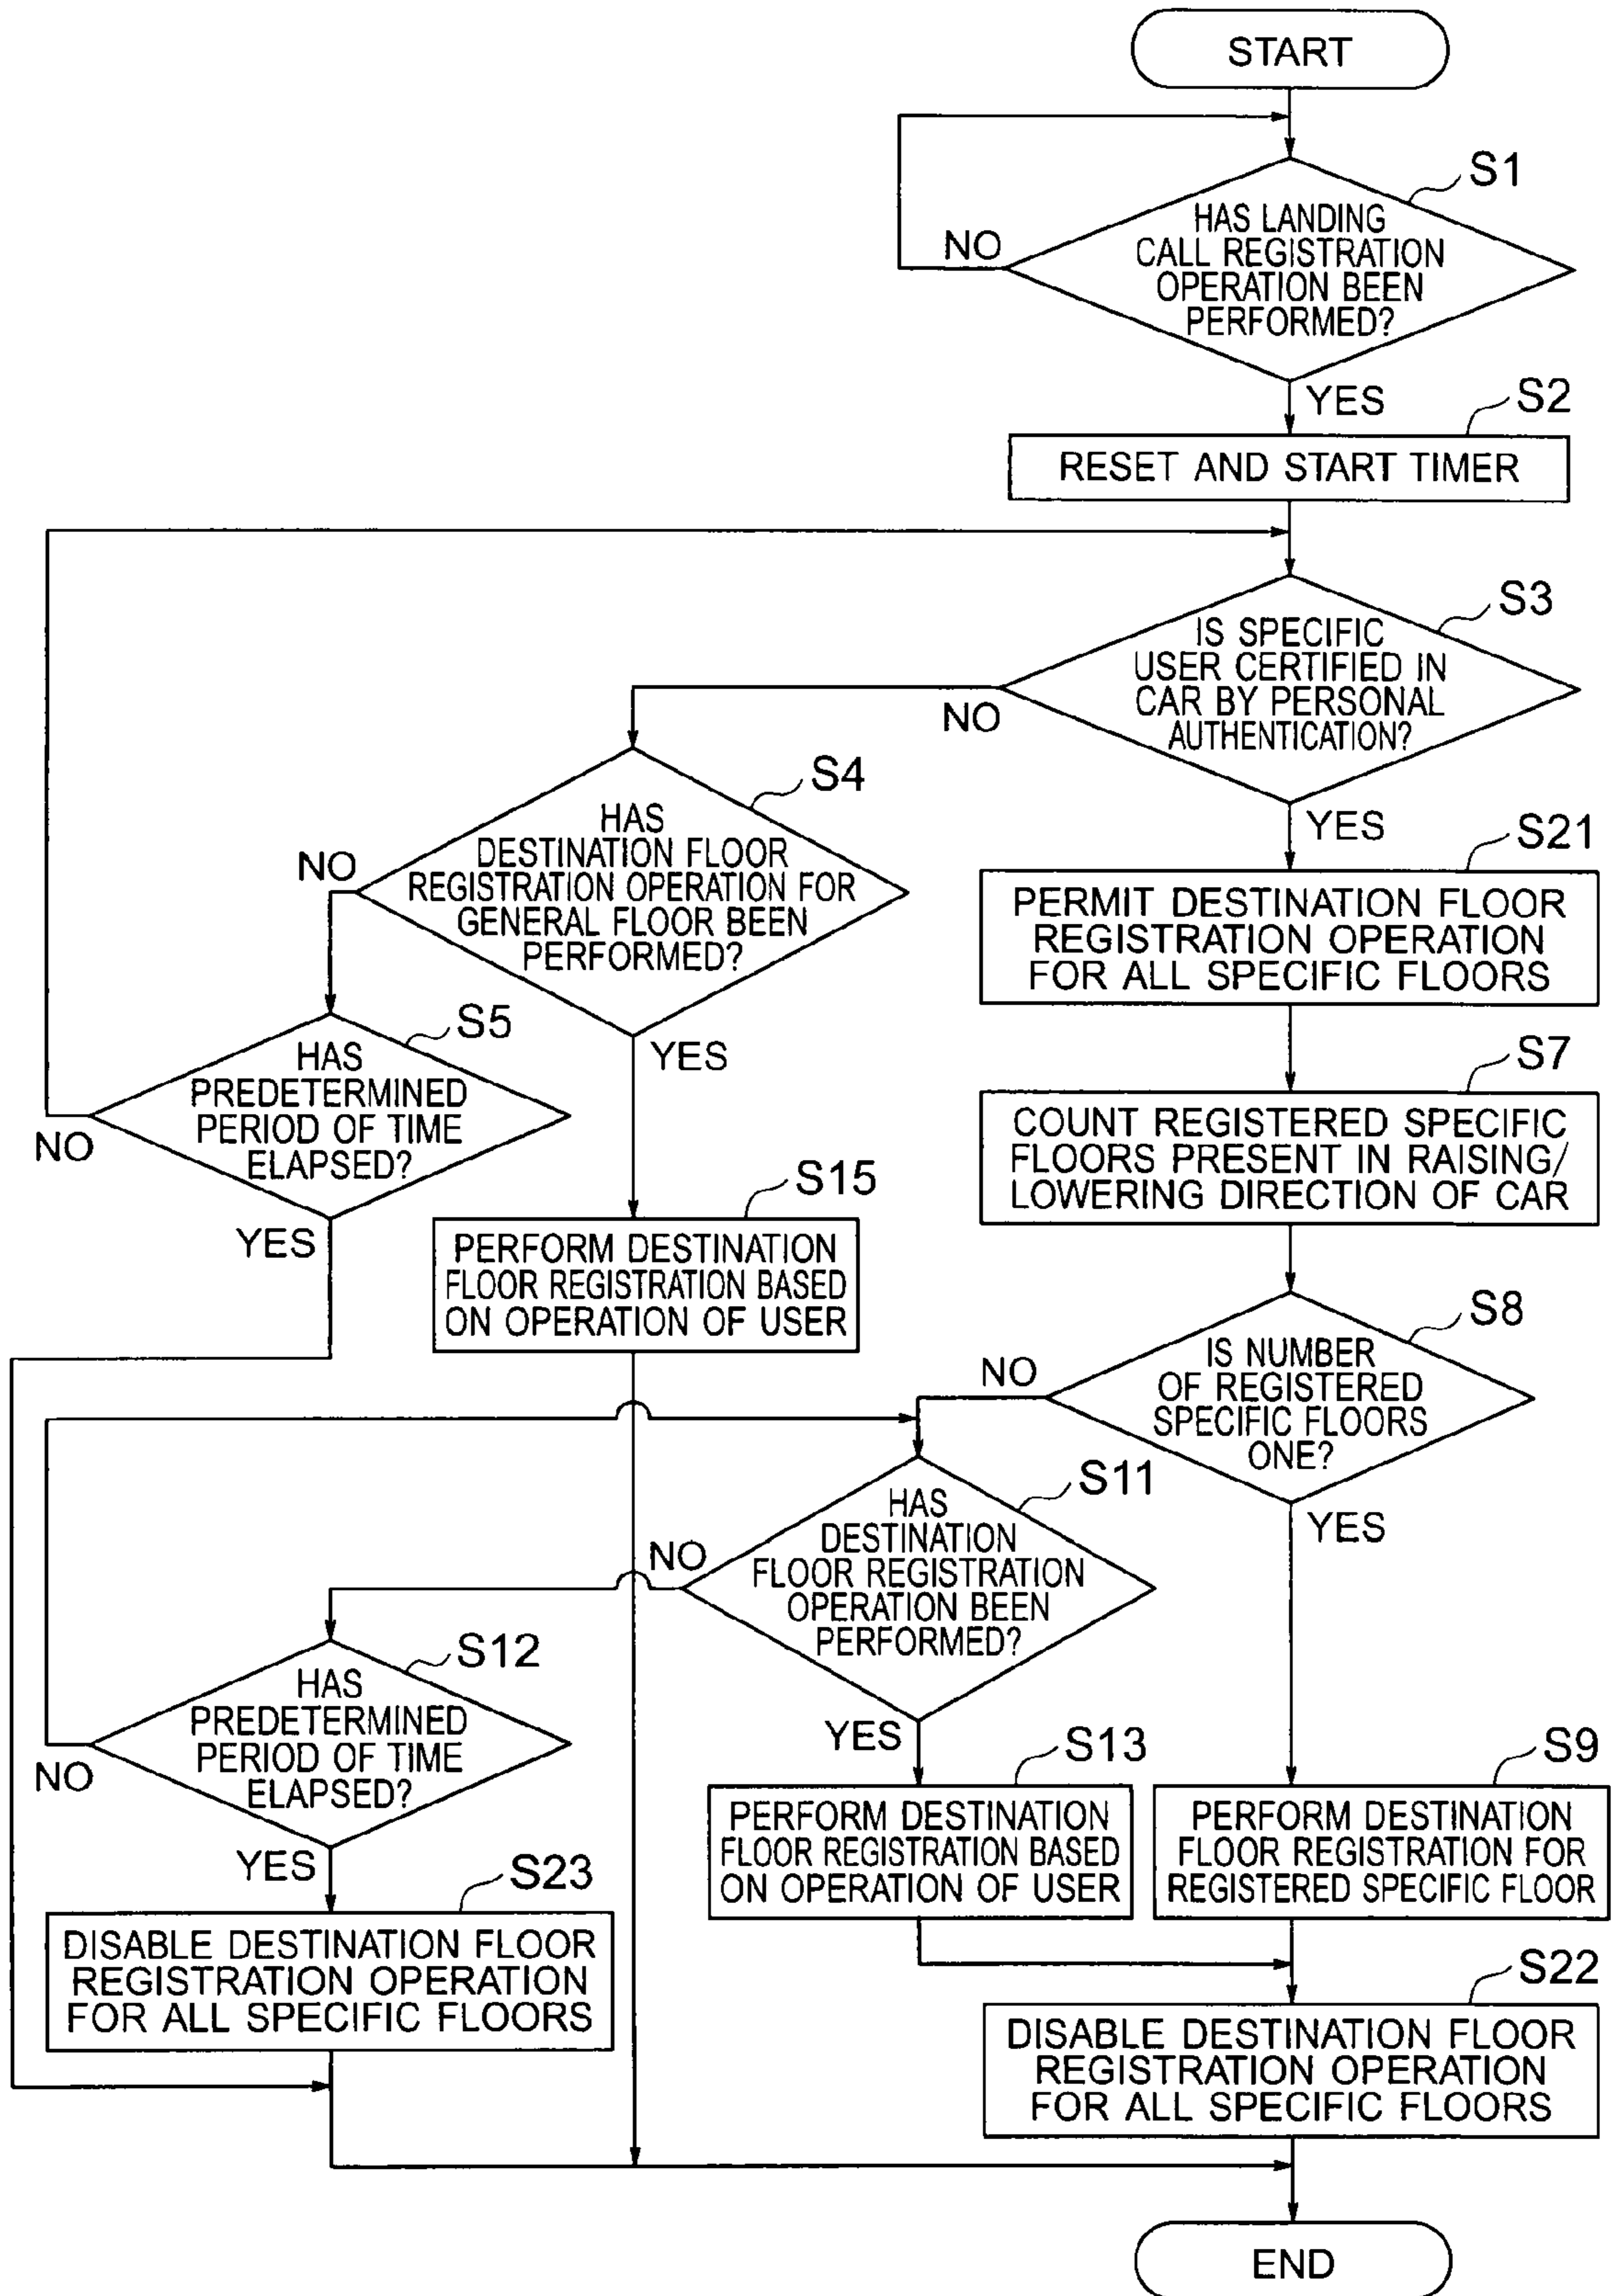 START
S1
HAS LANDING
CALL REGISTRATION
OPERATION BEEN
PERFORMED?
NO
YES
S2
RESET AND START TIMER
S3
IS SPECIFIC
USER CERTIFIED IN
CAR BY PERSONAL
AUTHENTICATION?
NO
YES
S4
HAS
DESTINATION FLOOR
REGISTRATION OPERATION FOR
GENERAL FLOOR BEEN
PERFORMED?
NO
YES
S21
PERMIT DESTINATION FLOOR
REGISTRATION OPERATION
FOR ALL SPECIFIC FLOORS
S5
HAS
PREDETERMINED
PERIOD OF TIME
ELAPSED?
NO
YES
S7
COUNT REGISTERED SPECIFIC
FLOORS PRESENT IN RAISING/
LOWERING DIRECTION OF CAR
S15
PERFORM DESTINATION
FLOOR REGISTRATION BASED
ON OPERATION OF USER
S8
IS NUMBER
OF REGISTERED
SPECIFIC FLOORS
ONE?
NO
YES
S11
HAS
DESTINATION
FLOOR REGISTRATION
OPERATION BEEN
PERFORMED?
NO
YES
S12
HAS
PREDETERMINED
PERIOD OF TIME
ELAPSED?
NO
YES
S13
PERFORM DESTINATION
FLOOR REGISTRATION BASED
ON OPERATION OF USER
S9
PERFORM DESTINATION
FLOOR REGISTRATION FOR
REGISTERED SPECIFIC FLOOR
S23
DISABLE DESTINATION FLOOR
REGISTRATION OPERATION
FOR ALL SPECIFIC FLOORS
S22
DISABLE DESTINATION FLOOR
REGISTRATION OPERATION
FOR ALL SPECIFIC FLOORS
END